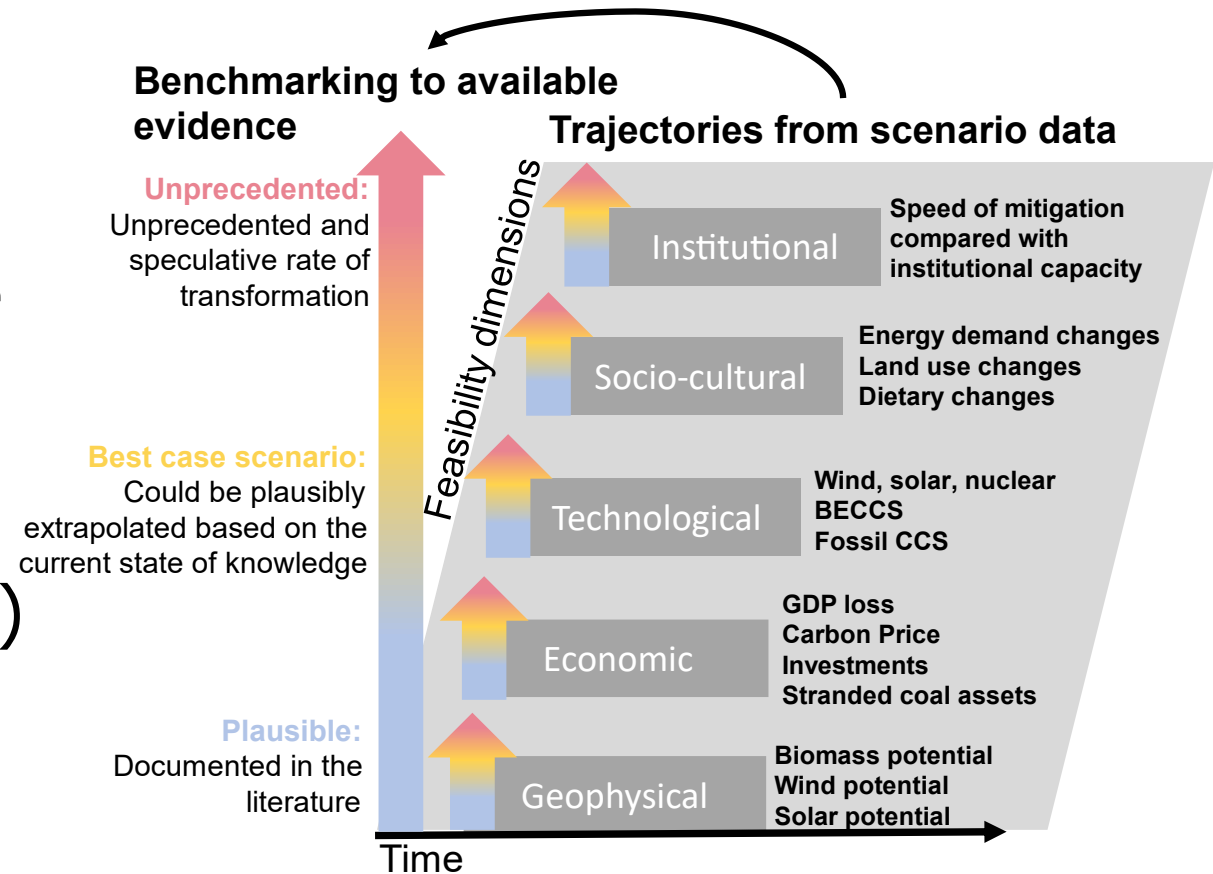 Benchmarking to available
evidence
Trajectories from scenario data
Unprecedented:
Unprecedented and
speculative rate of
transformation
Best case scenario:
Could be plausibly
extrapolated based on the
current state of knowledge
)
Plausible:
Documented in the
literature
Feasibility dimensions
Institutional
Speed of mitigation
compared with
institutional capacity
Socio-cultural
Energy demand changes
Land use changes
Dietary changes
Technological
Wind, solar, nuclear
BECCS
Fossil CCS
Economic
GDP loss
Carbon Price
Investments
Stranded coal assets
Geophysical
Biomass potential
Wind potential
Solar potential
Time